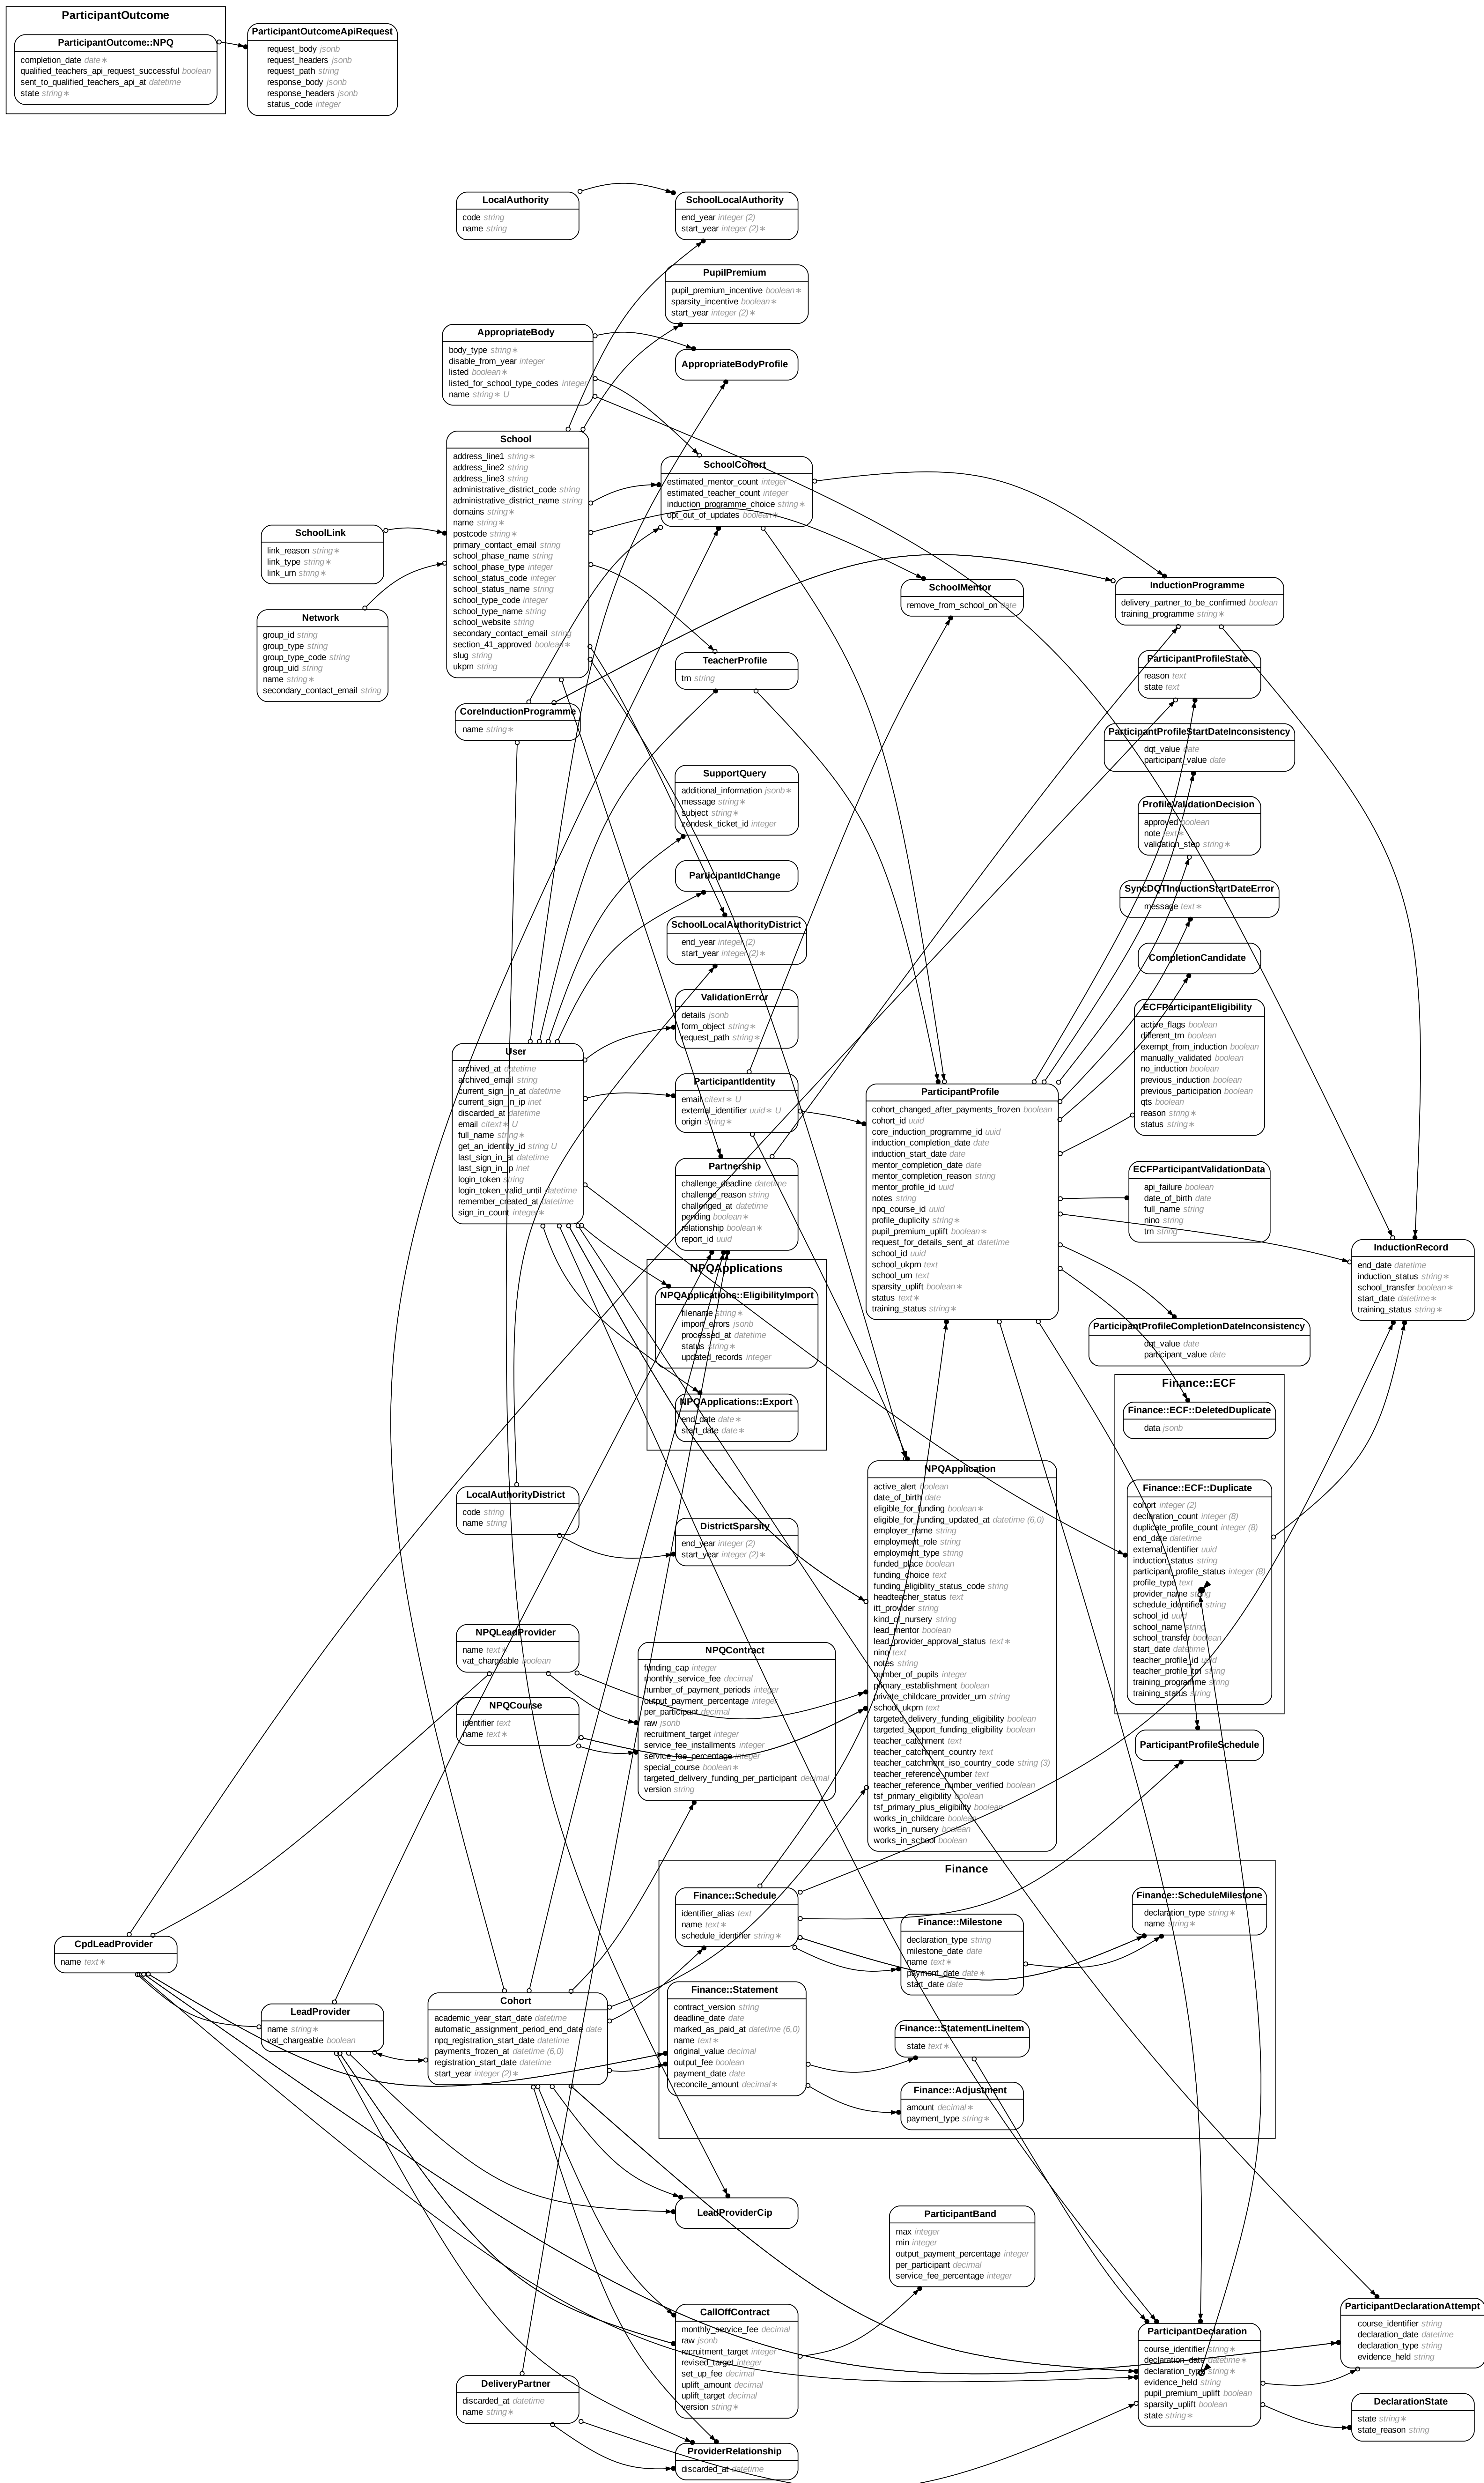 ParticipantOutcome
ParticipantOutcome::NPQ
completion_date date ∗
qualified_teachers_api_request_successful boolean
sent_to_qualified_teachers_api_at datetime
state string ∗
ParticipantOutcomeApiRequest
request_body jsonb
request_headers jsonb
request_path string
response_body jsonb
response_headers jsonb
status_code integer
LocalAuthority
code string
name string
SchoolLocalAuthority
end_year integer (2)
start_year integer (2) ∗
PupilPremium
pupil_premium_incentive boolean ∗
sparsity_incentive boolean ∗
start_year integer (2) ∗
AppropriateBody
body_type string ∗
disable_from_year integer
listed boolean ∗
listed_for_school_type_codes integer
name string ∗ U
AppropriateBodyProfile
School
address_line1 string ∗
address_line2 string
address_line3 string
administrative_district_code string
administrative_district_name string
domains string ∗
name string ∗
postcode string ∗
primary_contact_email string
school_phase_name string
school_phase_type integer
school_status_code integer
school_status_name string
school_type_code integer
school_type_name string
school_website string
secondary_contact_email string
section_41_approved boolean ∗
slug string
ukprn string
SchoolCohort
estimated_mentor_count integer
estimated_teacher_count integer
induction_programme_choice string ∗
opt_out_of_updates boolean ∗
SchoolLink
link_reason string ∗
link_type string ∗
link_urn string ∗
Network
group_id string
group_type string
group_type_code string
group_uid string
name string ∗
secondary_contact_email string
SchoolMentor
remove_from_school_on date
InductionProgramme
delivery_partner_to_be_confirmed boolean
training_programme string ∗
TeacherProfile
trn string
ParticipantProfileState
reason text
state text
CoreInductionProgramme
name string ∗
ParticipantProfileStartDateInconsistency
dqt_value date
participant_value date
SupportQuery
additional_information jsonb ∗
message string ∗
subject string ∗
zendesk_ticket_id integer
ProfileValidationDecision
approved boolean
note text ∗
validation_step string ∗
ParticipantIdChange
SyncDQTInductionStartDateError
message text ∗
SchoolLocalAuthorityDistrict
end_year integer (2)
start_year integer (2) ∗
CompletionCandidate
ValidationError
details jsonb
form_object string ∗
request_path string ∗
ECFParticipantEligibility
active_flags boolean
different_trn boolean
exempt_from_induction boolean
manually_validated boolean
no_induction boolean
previous_induction boolean
previous_participation boolean
qts boolean
reason string ∗
status string ∗
User
archived_at datetime
archived_email string
current_sign_in_at datetime
current_sign_in_ip inet
discarded_at datetime
email citext ∗ U
full_name string ∗
get_an_identity_id string U
last_sign_in_at datetime
last_sign_in_ip inet
login_token string
login_token_valid_until datetime
remember_created_at datetime
sign_in_count integer ∗
ParticipantIdentity
email citext ∗ U
external_identifier uuid ∗ U
origin string ∗
ParticipantProfile
cohort_changed_after_payments_frozen boolean
cohort_id uuid
core_induction_programme_id uuid
induction_completion_date date
induction_start_date date
mentor_completion_date date
mentor_completion_reason string
mentor_profile_id uuid
notes string
npq_course_id uuid
profile_duplicity string ∗
pupil_premium_uplift boolean ∗
request_for_details_sent_at datetime
school_id uuid
school_ukprn text
school_urn text
sparsity_uplift boolean ∗
status text ∗
training_status string ∗
Partnership
challenge_deadline datetime
challenge_reason string
challenged_at datetime
pending boolean ∗
relationship boolean ∗
report_id uuid
ECFParticipantValidationData
api_failure boolean
date_of_birth date
full_name string
nino string
trn string
InductionRecord
end_date datetime
induction_status string ∗
school_transfer boolean ∗
start_date datetime ∗
training_status string ∗
NPQApplications
NPQApplications::EligibilityImport
filename string ∗
import_errors jsonb
processed_at datetime
status string ∗
updated_records integer
NPQApplications::Export
end_date date ∗
start_date date ∗
ParticipantProfileCompletionDateInconsistency
dqt_value date
participant_value date
Finance::ECF
Finance::ECF::DeletedDuplicate
data jsonb
Finance::ECF::Duplicate
cohort integer (2)
declaration_count integer (8)
duplicate_profile_count integer (8)
end_date datetime
external_identifier uuid
induction_status string
participant_profile_status integer (8)
profile_type text
provider_name string
schedule_identifier string
school_id uuid
school_name string
school_transfer boolean
start_date datetime
teacher_profile_id uuid
teacher_profile_trn string
training_programme string
training_status string
NPQApplication
active_alert boolean
date_of_birth date
eligible_for_funding boolean ∗
eligible_for_funding_updated_at datetime (6,0)
employer_name string
employment_role string
employment_type string
funded_place boolean
funding_choice text
funding_eligiblity_status_code string
headteacher_status text
itt_provider string
kind_of_nursery string
lead_mentor boolean
lead_provider_approval_status text ∗
nino text
notes string
number_of_pupils integer
primary_establishment boolean
private_childcare_provider_urn string
school_ukprn text
targeted_delivery_funding_eligibility boolean
targeted_support_funding_eligibility boolean
teacher_catchment text
teacher_catchment_country text
teacher_catchment_iso_country_code string (3)
teacher_reference_number text
teacher_reference_number_verified boolean
tsf_primary_eligibility boolean
tsf_primary_plus_eligibility boolean
works_in_childcare boolean
works_in_nursery boolean
works_in_school boolean
LocalAuthorityDistrict
code string
name string
DistrictSparsity
end_year integer (2)
start_year integer (2) ∗
NPQLeadProvider
name text ∗
vat_chargeable boolean
NPQContract
funding_cap integer
monthly_service_fee decimal
number_of_payment_periods integer
output_payment_percentage integer
per_participant decimal
raw jsonb
recruitment_target integer
service_fee_installments integer
service_fee_percentage integer
special_course boolean ∗
targeted_delivery_funding_per_participant decimal
version string
NPQCourse
identifier text
name text ∗
ParticipantProfileSchedule
Finance
Finance::Schedule
identifier_alias text
name text ∗
schedule_identifier string ∗
Finance::ScheduleMilestone
declaration_type string ∗
name string ∗
Finance::Milestone
declaration_type string
milestone_date date
name text ∗
payment_date date ∗
start_date date
CpdLeadProvider
name text ∗
Finance::Statement
contract_version string
deadline_date date
marked_as_paid_at datetime (6,0)
name text ∗
original_value decimal
output_fee boolean
payment_date date
reconcile_amount decimal ∗
LeadProvider
name string ∗
vat_chargeable boolean
Cohort
academic_year_start_date datetime
automatic_assignment_period_end_date date
npq_registration_start_date datetime
payments_frozen_at datetime (6,0)
registration_start_date datetime
start_year integer (2) ∗
Finance::StatementLineItem
state text ∗
Finance::Adjustment
amount decimal ∗
payment_type string ∗
LeadProviderCip
ParticipantBand
max integer
min integer
output_payment_percentage integer
per_participant decimal
service_fee_percentage integer
CallOffContract
monthly_service_fee decimal
raw jsonb
recruitment_target integer
revised_target integer
set_up_fee decimal
uplift_amount decimal
uplift_target decimal
version string ∗
ParticipantDeclaration
course_identifier string ∗
declaration_date datetime ∗
declaration_type string ∗
evidence_held string
pupil_premium_uplift boolean
sparsity_uplift boolean
state string ∗
ParticipantDeclarationAttempt
course_identifier string
declaration_date datetime
declaration_type string
evidence_held string
DeliveryPartner
discarded_at datetime
name string ∗
DeclarationState
state string ∗
state_reason string
ProviderRelationship
discarded_at datetime